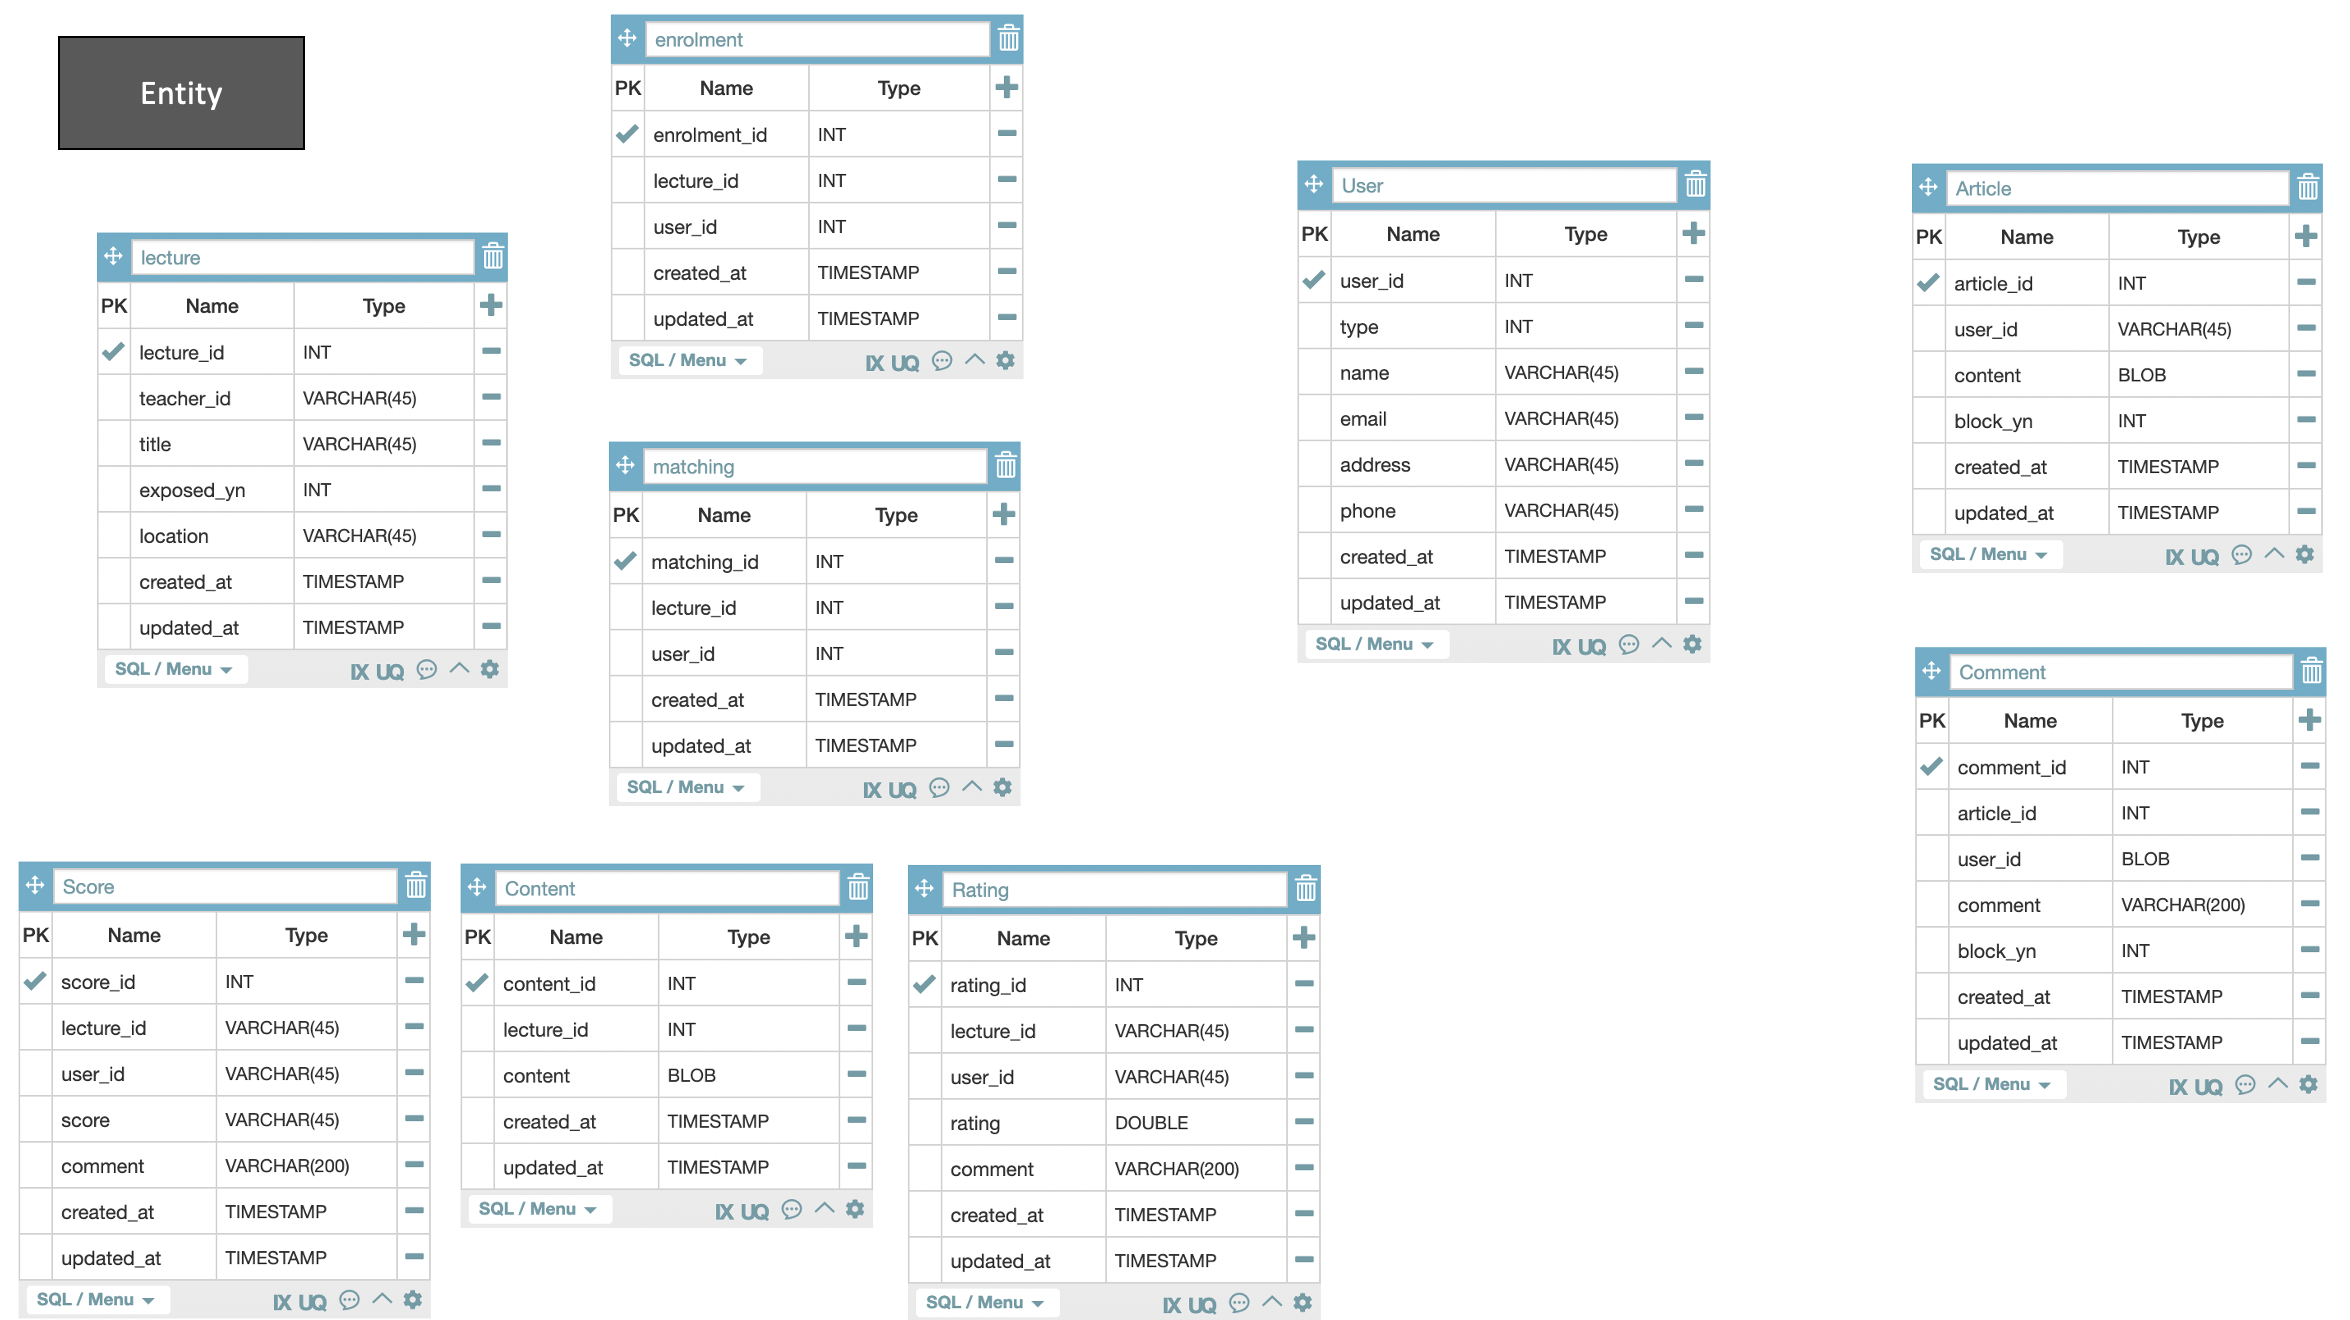 Entity
enrolment
PK Name Type
enrolment_id INT
lecture_id INT
user_id INT
created_at TIMESTAMP
updated_at TIMESTAMP
SQL / Menu IX UQ
lecture
PK Name Type
lecture_id INT
teacher_id VARCHAR(45)
title VARCHAR(45)
exposed_yn INT
location VARCHAR(45)
created_at TIMESTAMP
updated_at TIMESTAMP
SQL / Menu IX UQ
matching
PK Name Type
matching_id INT
lecture_id INT
user_id INT
created_at TIMESTAMP
updated_at TIMESTAMP
SQL / Menu IX UQ
User
PK Name Type
user_id INT
type INT
name VARCHAR(45)
email VARCHAR(45)
address VARCHAR(45)
phone VARCHAR(45)
created_at TIMESTAMP
updated_at TIMESTAMP
SQL / Menu IX UQ
Article
PK Name Type
article_id INT
user_id VARCHAR(45)
content BLOB
block_yn INT
created_at TIMESTAMP
updated_at TIMESTAMP
SQL / Menu IX UQ
Comment
PK Name Type
comment_id INT
article_id INT
user_id BLOB
comment VARCHAR(200)
block_yn INT
created_at TIMESTAMP
updated_at TIMESTAMP
SQL / Menu IX UQ
Score
PK Name Type
score_id INT
lecture_id VARCHAR(45)
user_id VARCHAR(45)
score VARCHAR(45)
comment VARCHAR(200)
created_at TIMESTAMP
updated_at TIMESTAMP
SQL / Menu IX UQ
Content
PK Name Type
content_id INT
lecture_id INT
content BLOB
created_at TIMESTAMP
updated_at TIMESTAMP
SQL / Menu IX UQ
Rating
PK Name Type
rating_id INT
lecture_id VARCHAR(45)
user_id VARCHAR(45)
rating DOUBLE
comment VARCHAR(200)
created_at TIMESTAMP
updated_at TIMESTAMP
SQL / Menu IX UQ